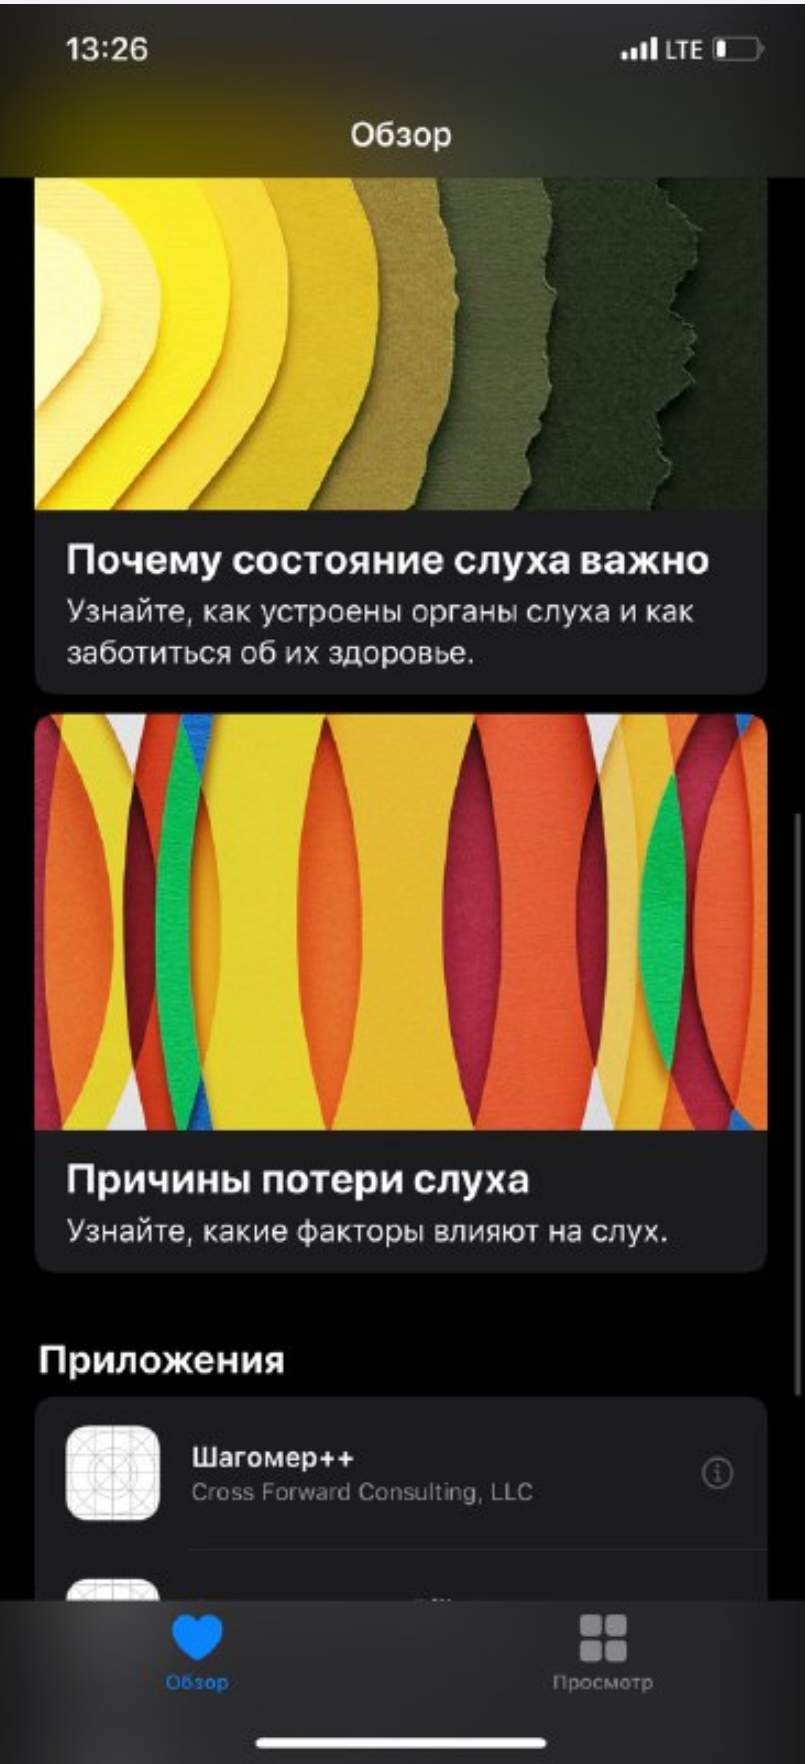 13:26
LTE
Обзор
Почему состояние слуха важно
Узнайте, как устроены органы слуха и как
заботиться об их здоровье.
Причины потери слуха
Узнайте, какие факторы влияют на слух.
Приложения
Шагомер++
Cross Forward Consulting, LLC
Обзор
Просмотр